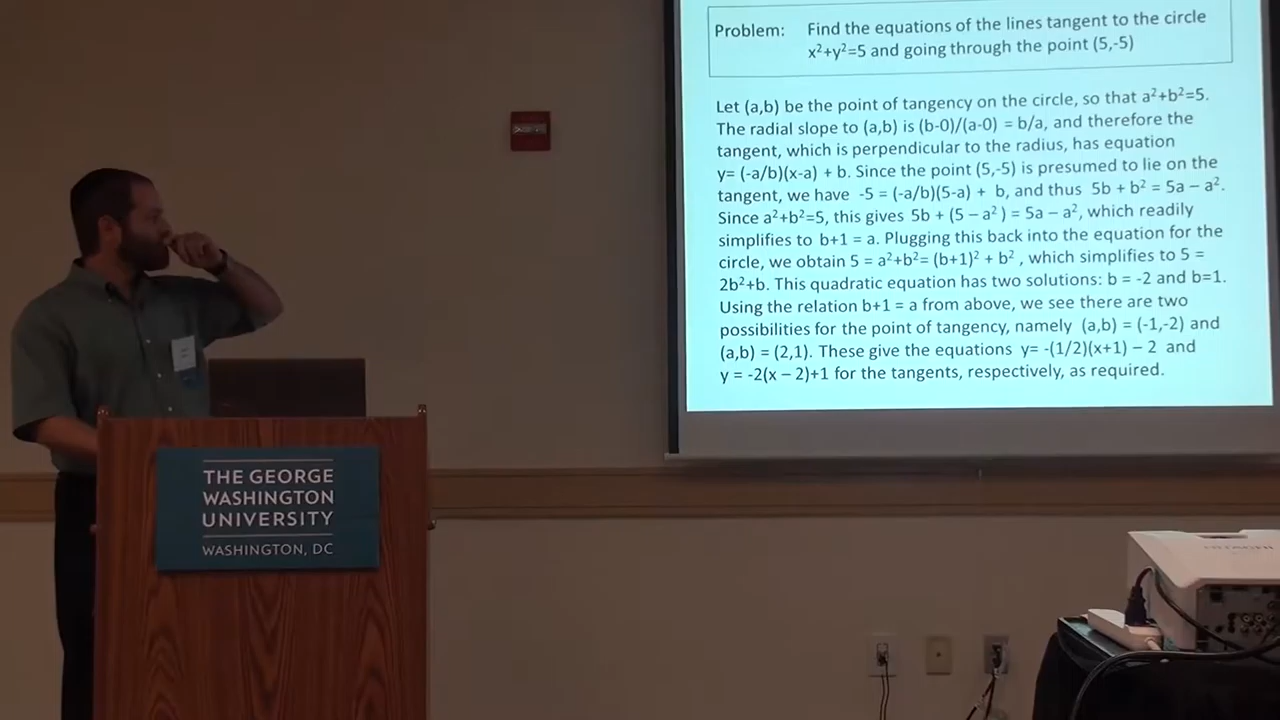 Problem: Find the equations of the lines tangent to the circle
x²+y²=5 and going through the point (5,-5)
Let (a,b) be the point of tangency on the circle, so that a²+b²=5.
The radial slope to (a,b) is (b-0)/(a-0) = b/a, and therefore the
tangent, which is perpendicular to the radius, has equation
y= (-a/b)(x-a) + b. Since the point (5,-5) is presumed to lie on the
tangent, we have -5 = (-a/b)(5-a) + b, and thus 5b + b² = 5a – a².
Since a²+b²=5, this gives 5b + (5 – a² ) = 5a – a², which readily
simplifies to b+1 = a. Plugging this back into the equation for the
circle, we obtain 5 = a²+b²= (b+1)² + b² , which simplifies to 5 =
2b²+b. This quadratic equation has two solutions: b = -2 and b=1.
Using the relation b+1 = a from above, we see there are two
possibilities for the point of tangency, namely (a,b) = (-1,-2) and
(a,b) = (2,1). These give the equations y= -(1/2)(x+1) – 2 and
y = -2(x – 2)+1 for the tangents, respectively, as required.
THE GEORGE
WASHINGTON
UNIVERSITY
WASHINGTON, DC
HITACHI